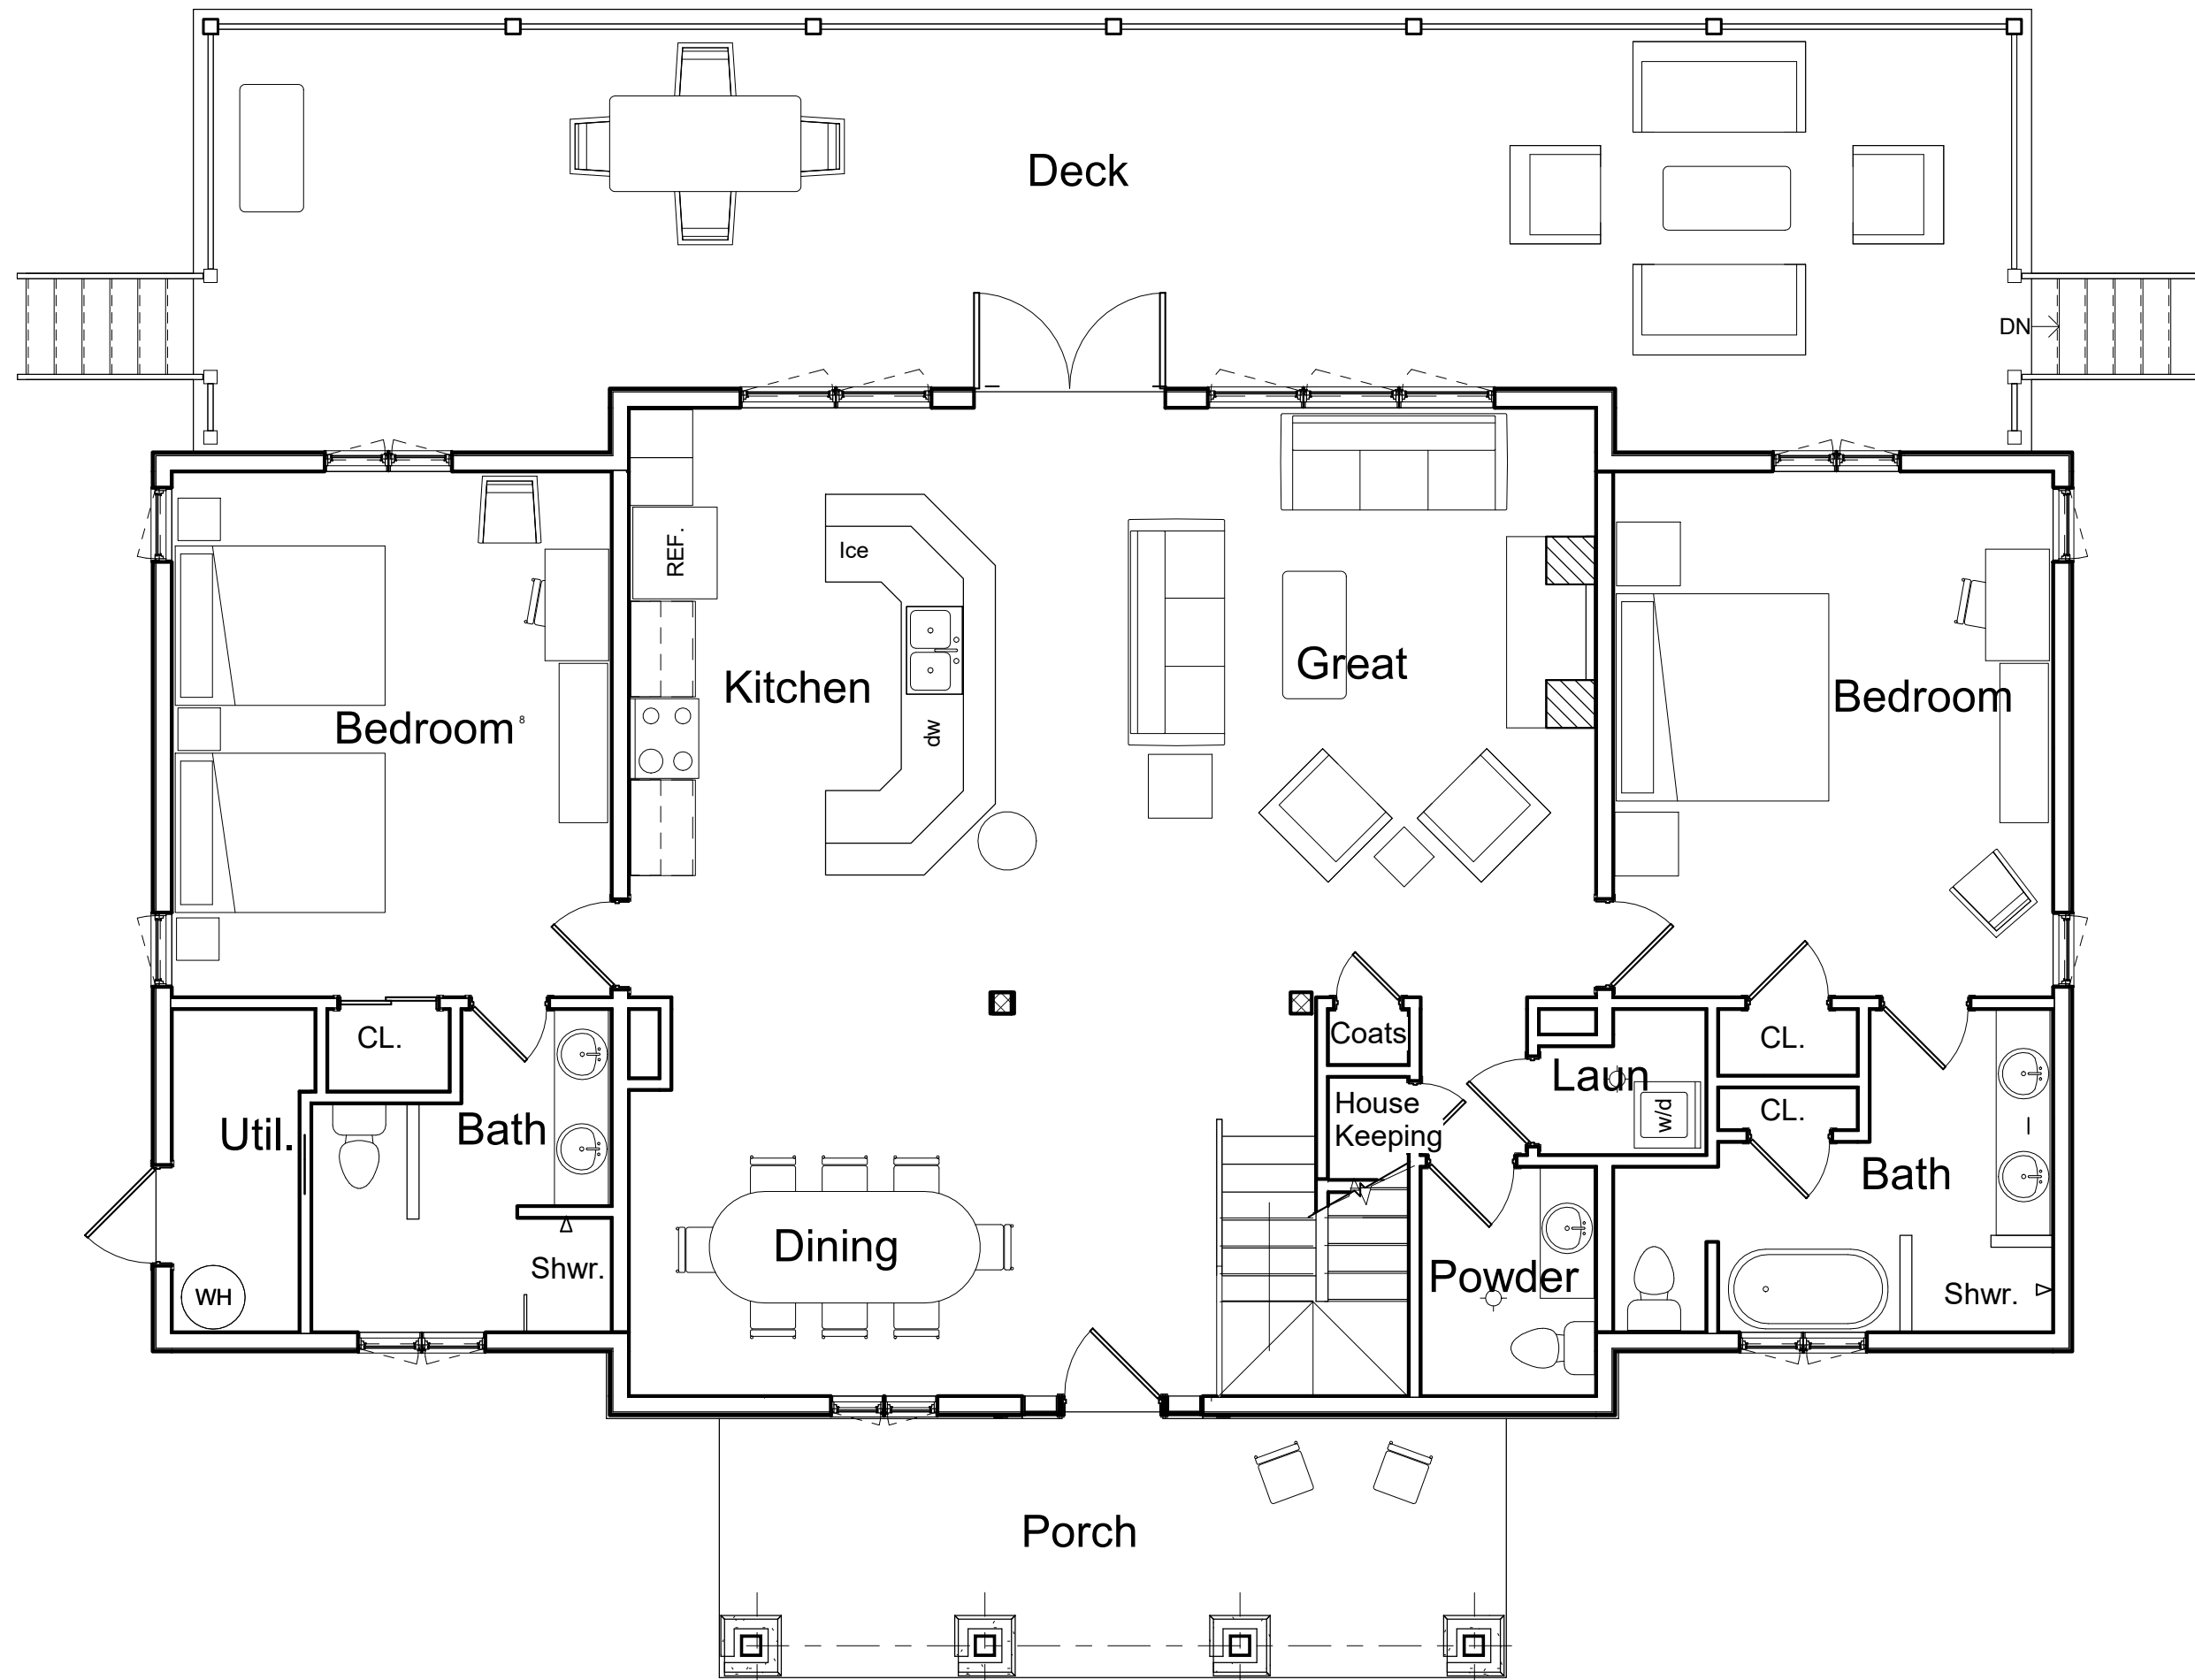 Deck
DN
Ice
REF.
Great
Kitchen
Bedroom
Bedroom 8
dw
Coats
CL.
CL.
Laun
House
Keeping
CL.
w/d
Util.
Bath
Bath
Dining
Shwr.
Powder
WH
Shwr.
Porch